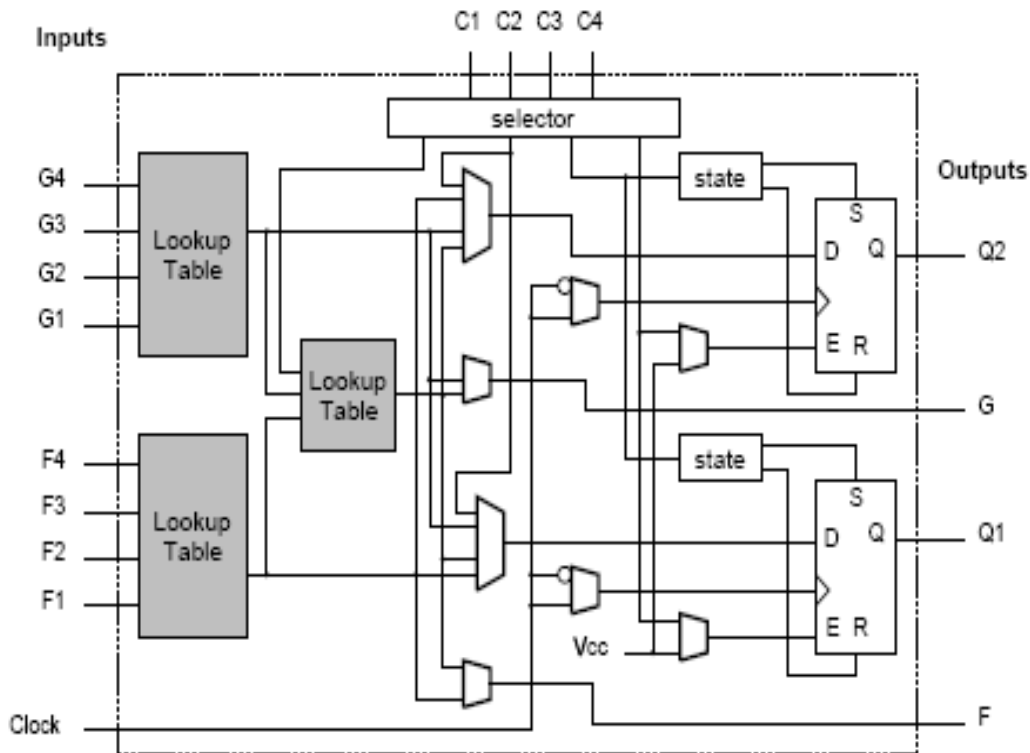 C1 C2 C3 C4
Inputs
selector
G4
G3
G2
G1
Lookup
Table
state
Outputs
S
D Q
E R
Q2
Lookup
Table
G
F4
F3
F2
F1
Lookup
Table
state
S
D Q
E R
Q1
Vcc
Clock
F